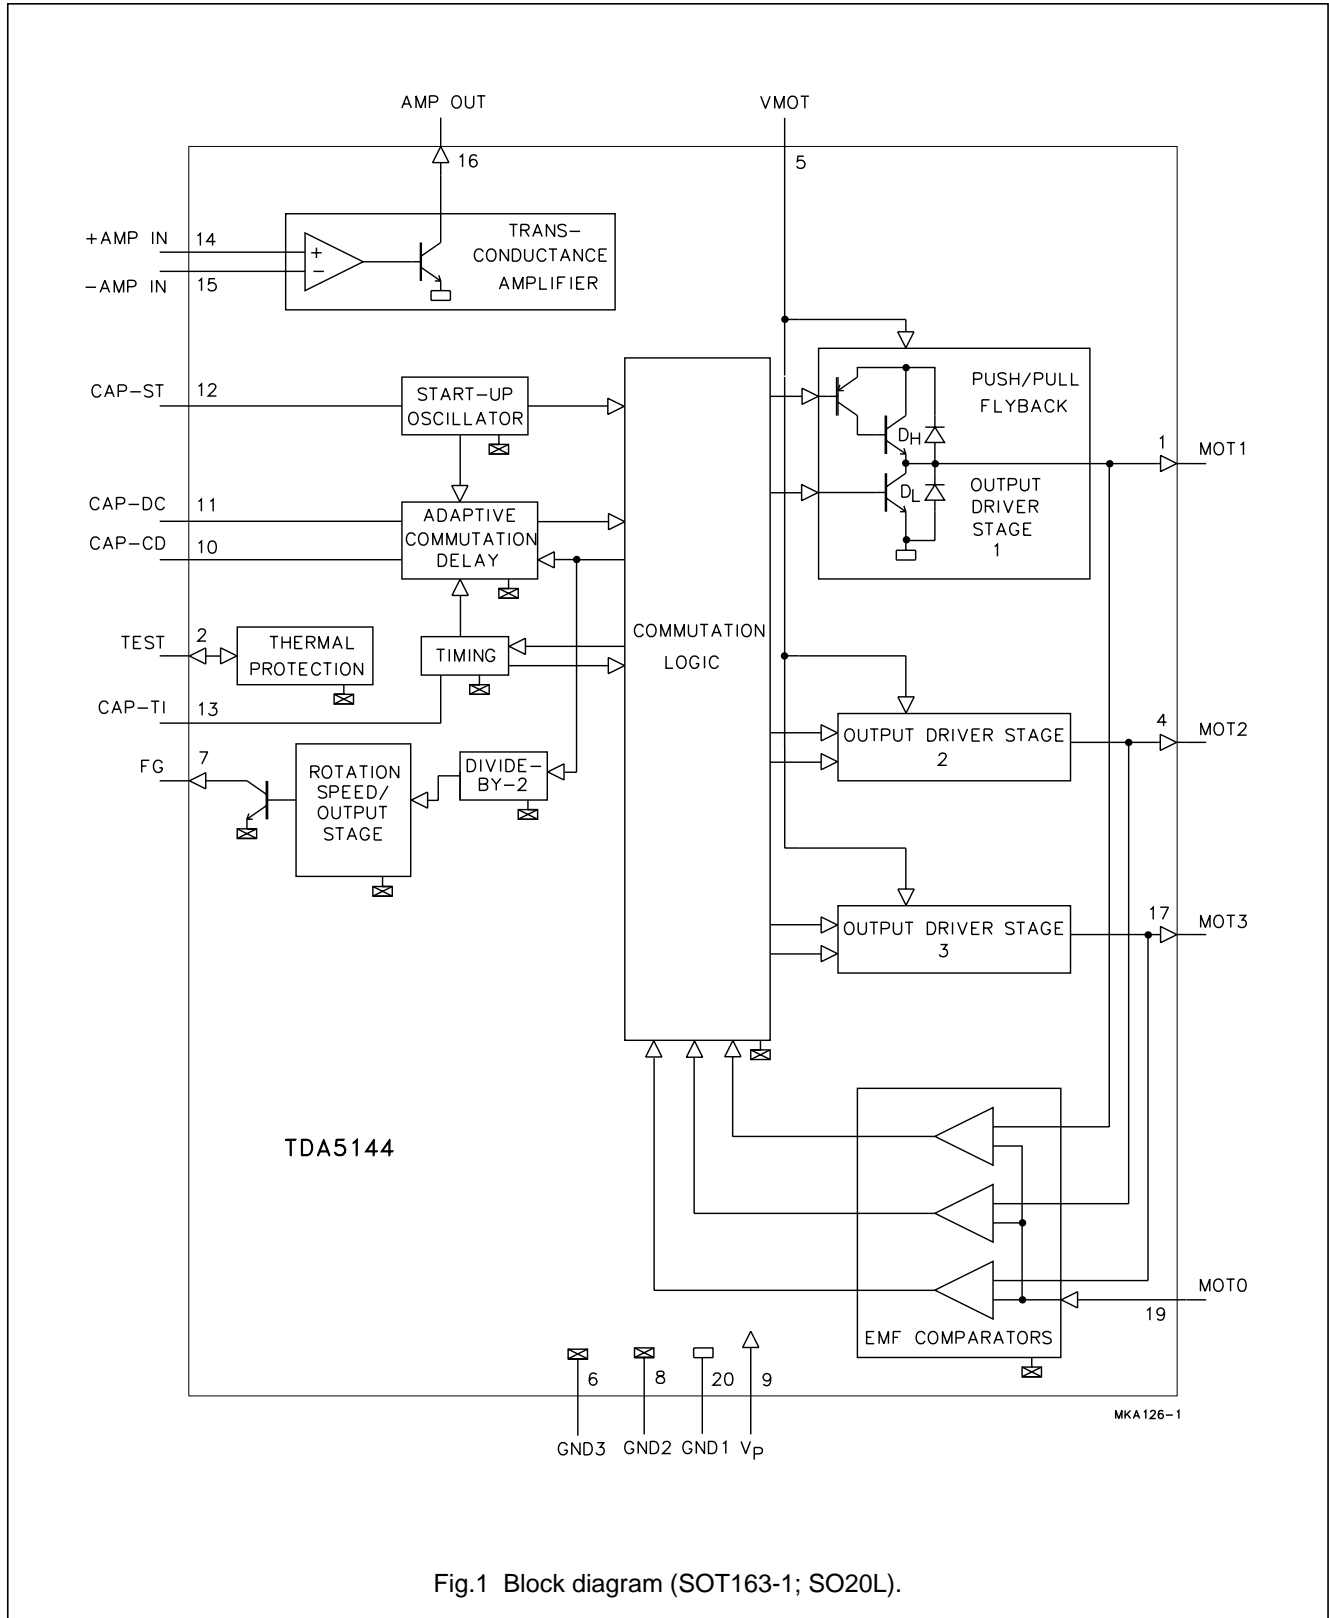 AMP OUT
VMOT
16
5
+AMP IN
14
-AMP IN
15
+
−
TRANS-
CONDUCTANCE
AMPLIFIER
CAP-ST
12
START-UP
OSCILLATOR
PUSH/PULL
FLYBACK
DH
DL
OUTPUT
DRIVER
STAGE
1
1
MOT1
CAP-DC
11
CAP-CD
10
ADAPTIVE
COMMUTATION
DELAY
COMMUTATION
LOGIC
TEST
2
THERMAL
PROTECTION
TIMING
CAP-TI
13
FG
7
ROTATION
SPEED/
OUTPUT
STAGE
DIVIDE-
BY-2
OUTPUT DRIVER STAGE
2
4
MOT2
OUTPUT DRIVER STAGE
3
17
MOT3
TDA5144
EMF COMPARATORS
19
MOT0
6
8
20
9
GND3
GND2
GND1
VP
MKA126-1
Fig.1 Block diagram (SOT163-1; SO20L).